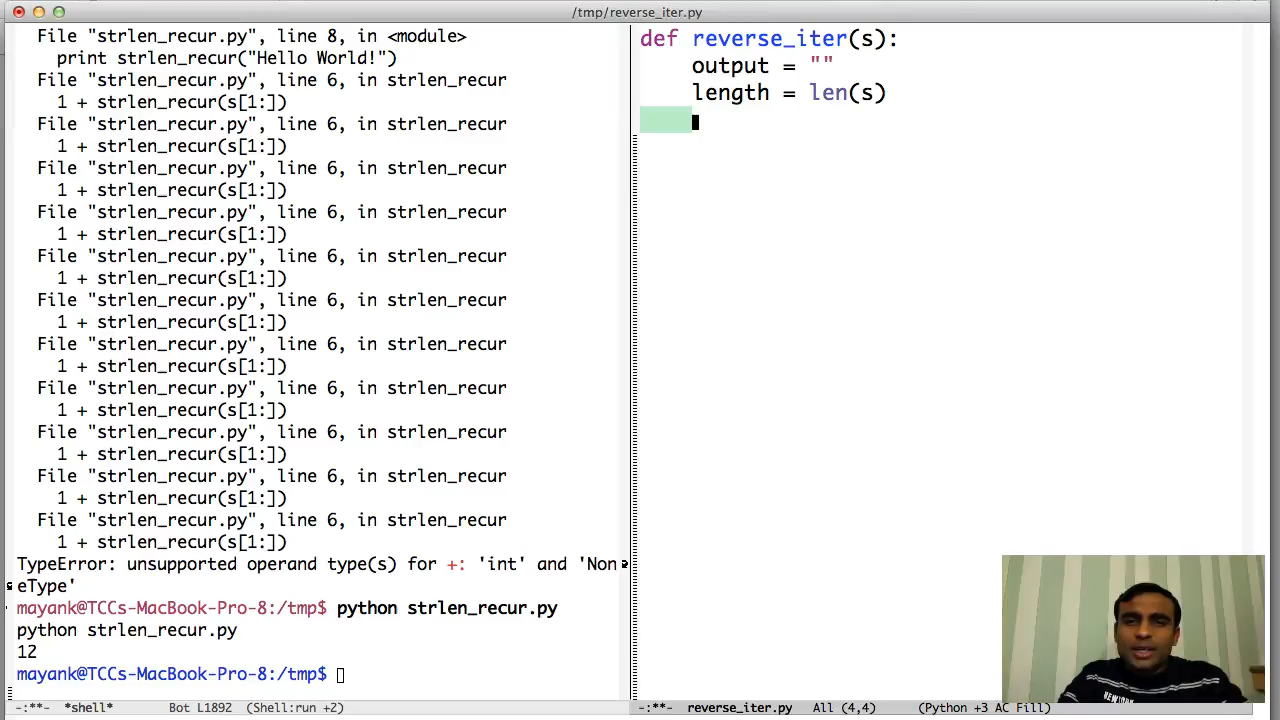 /tmp/reverse_iter.py
File "strlen_recur.py", line 8, in <module>
print strlen_recur("Hello World!")
File "strlen_recur.py", line 6, in strlen_recur
1 + strlen_recur(s[1:])
File "strlen_recur.py", line 6, in strlen_recur
1 + strlen_recur(s[1:])
File "strlen_recur.py", line 6, in strlen_recur
1 + strlen_recur(s[1:])
File "strlen_recur.py", line 6, in strlen_recur
1 + strlen_recur(s[1:])
File "strlen_recur.py", line 6, in strlen_recur
1 + strlen_recur(s[1:])
File "strlen_recur.py", line 6, in strlen_recur
1 + strlen_recur(s[1:])
File "strlen_recur.py", line 6, in strlen_recur
1 + strlen_recur(s[1:])
File "strlen_recur.py", line 6, in strlen_recur
1 + strlen_recur(s[1:])
File "strlen_recur.py", line 6, in strlen_recur
1 + strlen_recur(s[1:])
File "strlen_recur.py", line 6, in strlen_recur
1 + strlen_recur(s[1:])
File "strlen_recur.py", line 6, in strlen_recur
1 + strlen_recur(s[1:])
TypeError: unsupported operand type(s) for +: 'int' and 'Non
eType'
mayank@TCCs-MacBook-Pro-8:/tmp$ python strlen_recur.py
python strlen_recur.py
12
mayank@TCCs-MacBook-Pro-8:/tmp$
-:**- *shell* Bot L1892 (Shell:run +2)
def reverse_iter(s):
output = ""
length = len(s)
-:**- reverse_iter.py All (4,4) (Python +3 AC Fill)
NEW YORK